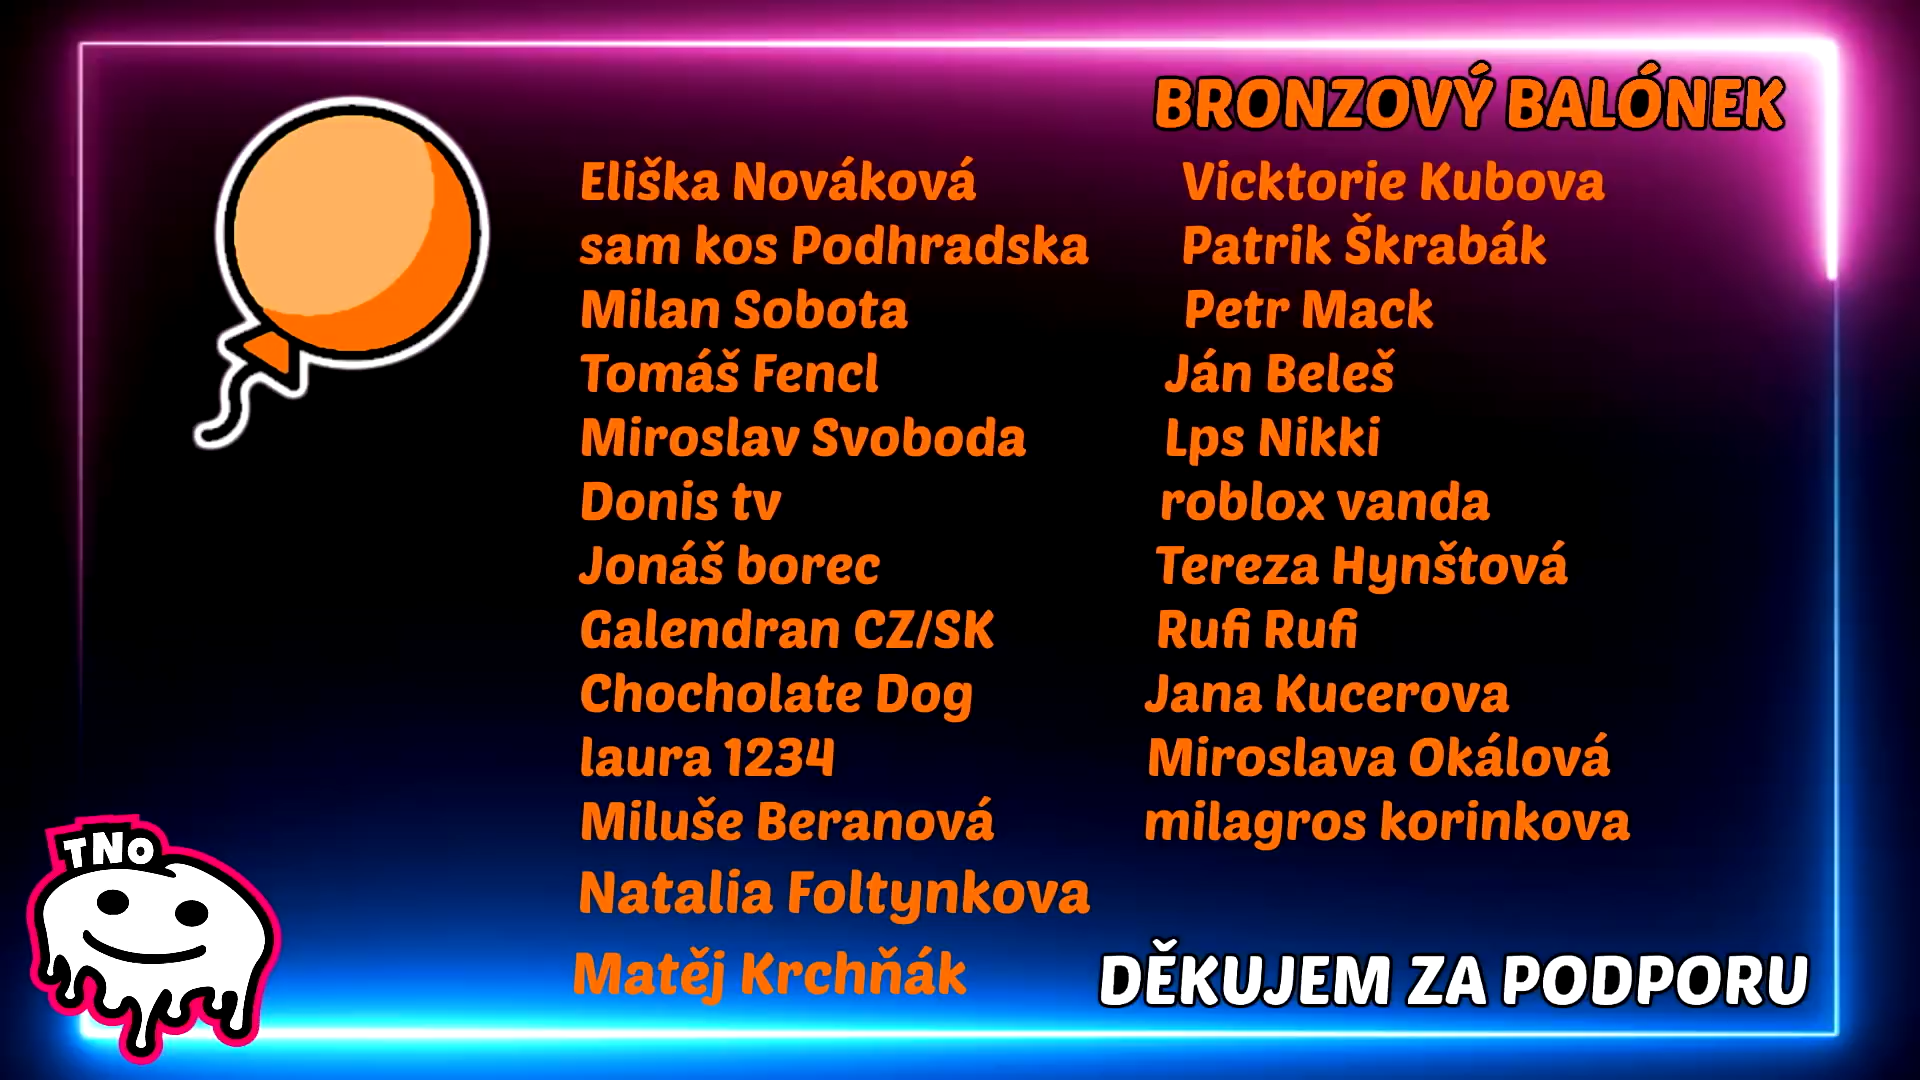 BRONZOVÝ BALÓNEK
Eliška Nováková
sam kos Podhradska
Milan Sobota
Tomáš Fencl
Miroslav Svoboda
Donis tv
Jonáš borec
Galendran CZ/SK
Chocholate Dog
laura 1234
Miluše Beranová
Natalia Foltynkova
Matěj Krchňák
Vicktorie Kubova
Patrik Škrabák
Petr Mack
Ján Beleš
Lps Nikki
roblox vanda
Tereza Hynštová
Rufi Rufi
Jana Kucerova
Miroslava Okálová
milagros korinkova
TNo
DĚKUJEM ZA PODPORU